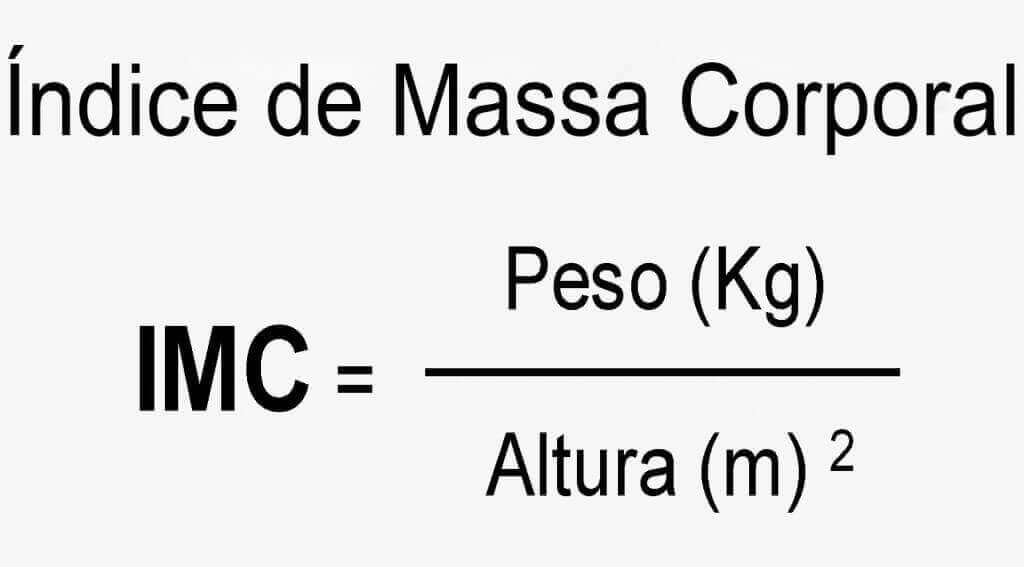 Índice de Massa Corporal
Peso (Kg)
IMC =
Altura (m) ²